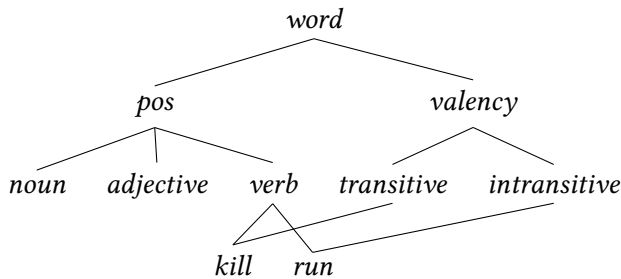 word
pos valency
noun adjective verb transitive intransitive
kill run